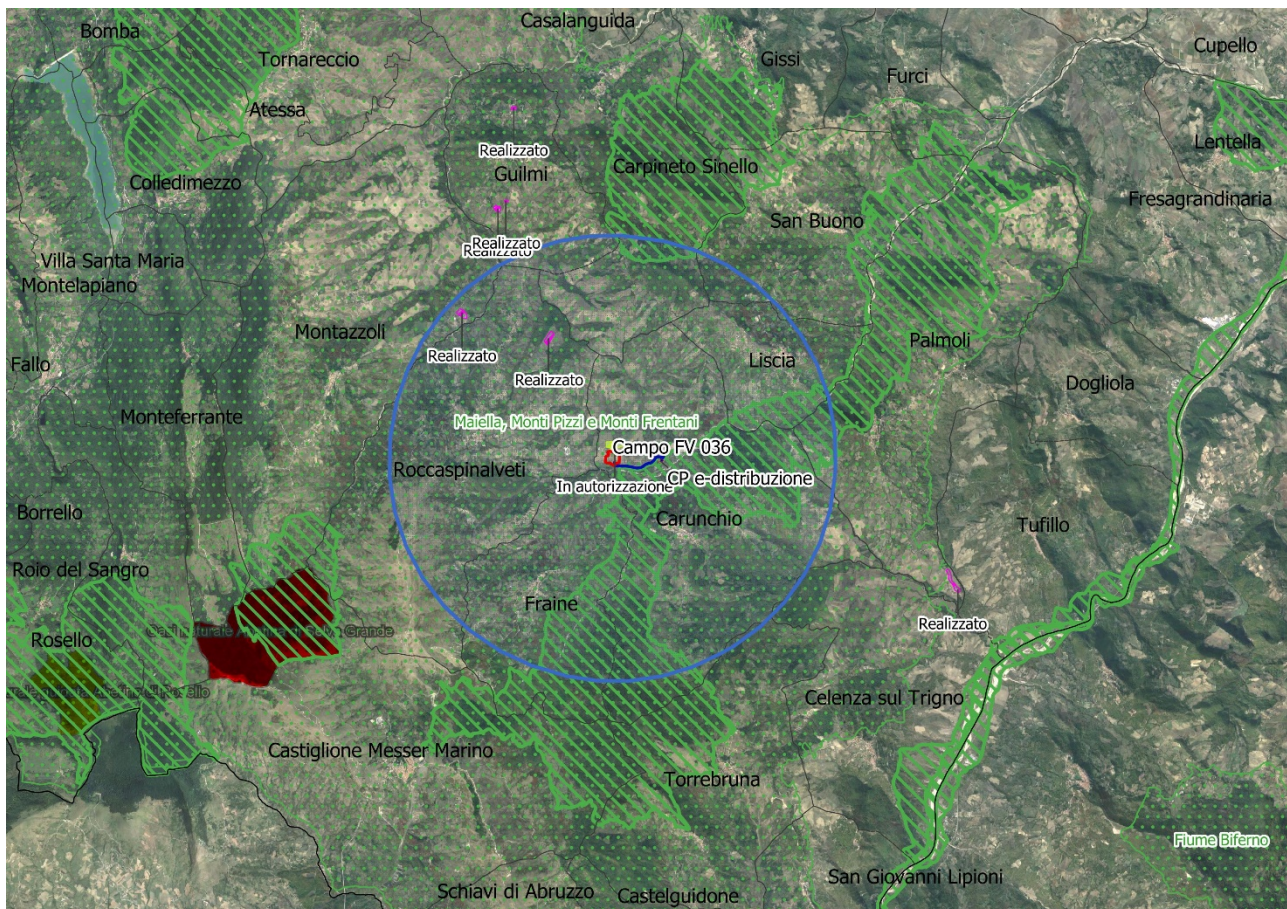 Bomba
Casalanguida
Cupello
Tornareccio
Gissi
Furci
Atessa
Realizzato
Guilmi
Carpineto Sinello
Lentella
Colledimezzo
Fresagrandinaria
San Buono
Realizzato
Realizzato
Villa Santa Maria
Montelapiano
Montazzoli
Palmoli
Realizzato
Liscia
Fallo
Realizzato
Dogliola
Monteferrante
Maiella, Monti Pizzi e Monti Frentani
Campo FV 036
Roccaspinalveti
In autorizzazione
CP e-distribuzione
Borrello
Carunchio
Tufillo
Roio del Sangro
Fraine
Rosello
Grande
Realizzato
Celenza sul Trigno
Castiglione Messer Marino
Torrebruna
Fiume Biferno
San Giovanni Lipioni
Schiavi di Abruzzo
Castelguidone